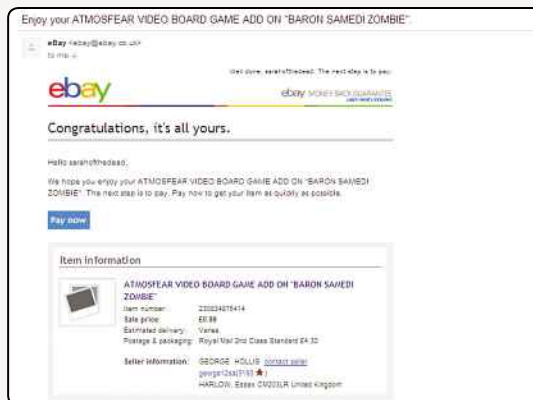 Enjoy your ATMOSFEAR VIDEO BOARD GAME ADD ON "BARON SAMEDI ZOMBIE".
eBay <ebay@ebay.co.uk>
to me
Well done, sarahofthedead. The next step is to pay.
ebay
ebay MONEY BACK GUARANTEE
Congratulations, it's all yours.
Hello sarahofthedead,
We hope you enjoy your ATMOSFEAR VIDEO BOARD GAME ADD ON "BARON SAMEDI
ZOMBIE". The next step is to pay. Pay now to get your item as quickly as possible.
Pay now
Item information
ATMOSFEAR VIDEO BOARD GAME ADD ON "BARON SAMEDI
ZOMBIE"
Item number:
Sale price: £0.99
Estimated delivery: Varies
Postage & packaging: Royal Mail 2nd Class Standard
Seller information: GEORGE HOLLIS contact seller
HARLOW, Essex United Kingdom